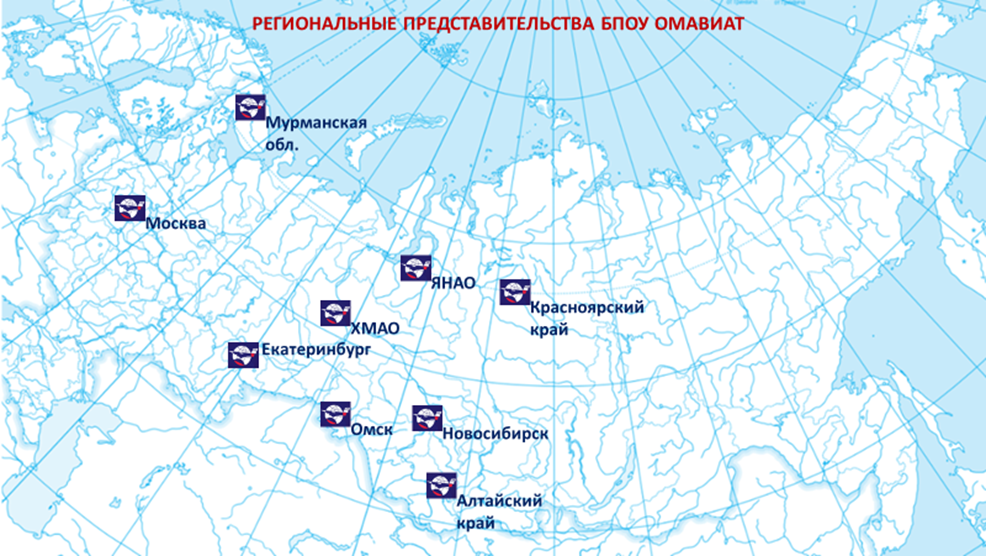 РЕГИОНАЛЬНЫЕ ПРЕДСТАВИТЕЛЬСТВА БПОУ ОМАВИАТ
Мурманская
обл.
Москва
ЯНАО
Красноярский
край
ХМАО
Екатеринбург
Омск
Новосибирск
Алтайский
край